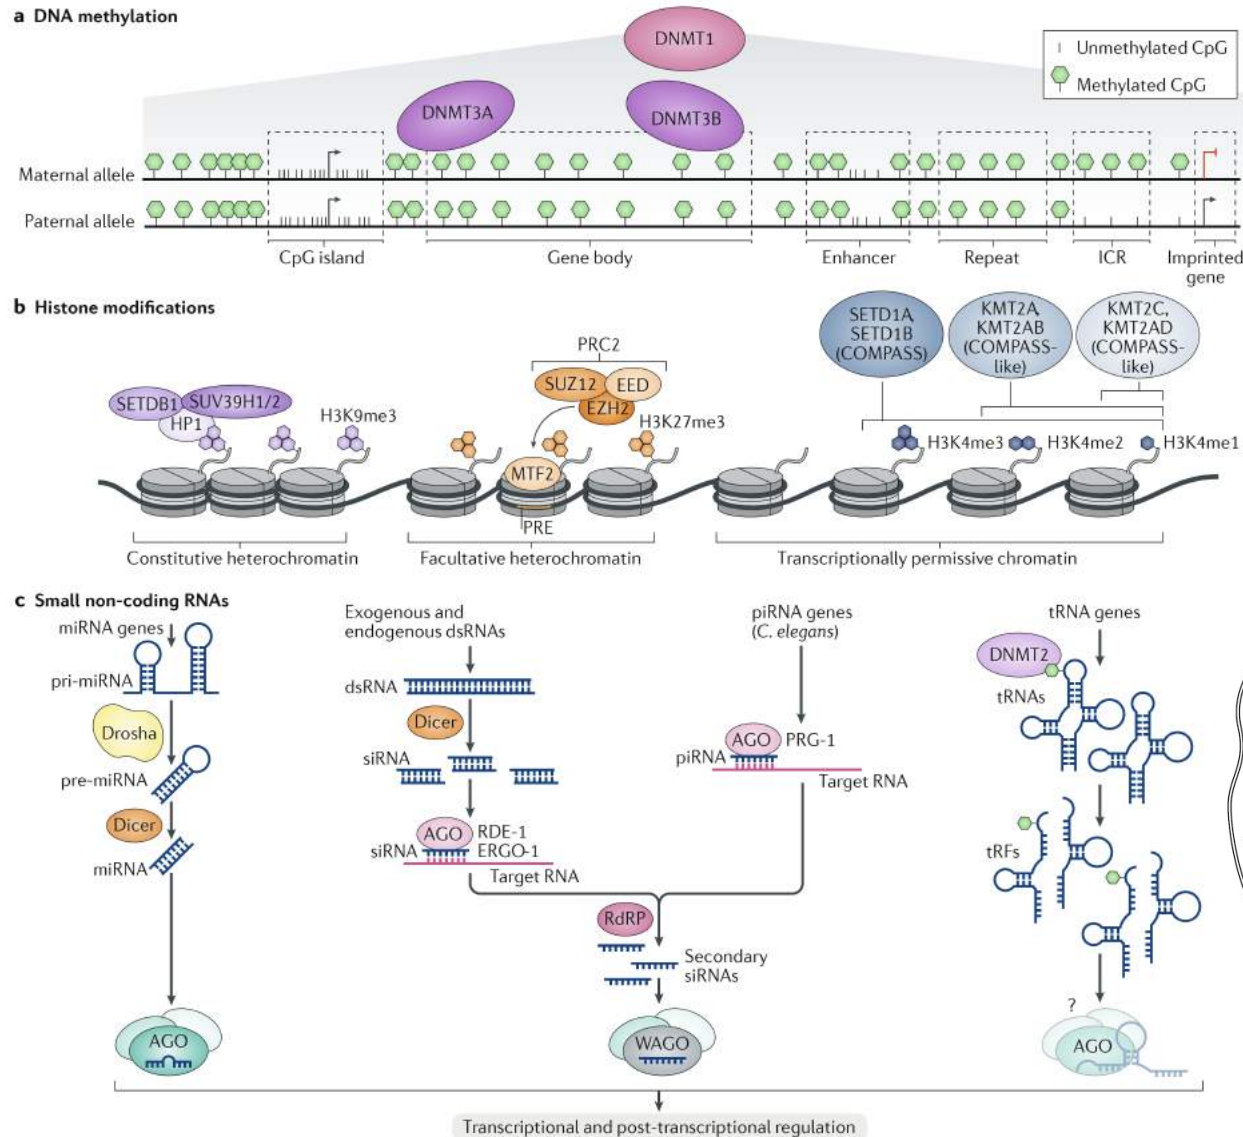 a DNA methylation
DNMT1
Unmethylated CpG
Methylated CpG
DNMT3A
DNMT3B
Maternal allele
Paternal allele
CpG island
Gene body
Enhancer
Repeat
ICR
Imprinted
gene
b Histone modifications
SETDB1
SUV39H1/2
HP1
H3K9me3
PRC2
SUZ12
EED
EZH2
H3K27me3
MTF2
PRE
SETD1A,
SETD1B
(COMPASS)
KMT2A,
KMT2AB
(COMPASS-
like)
KMT2C,
KMT2AD
(COMPASS-
like)
H3K4me3
H3K4me2
H3K4me1
Constitutive heterochromatin
Facultative heterochromatin
Transcriptionally permissive chromatin
c Small non-coding RNAs
miRNA genes
pri-miRNA
Drosha
pre-miRNA
Dicer
miRNA
AGO
Exogenous and
endogenous dsRNAs
dsRNA
Dicer
siRNA
AGO
RDE-1
siRNA
ERGO-1
Target RNA
piRNA genes
(C. elegans)
AGO
PRG-1
piRNA
Target RNA
RdRP
Secondary
siRNAs
WAGO
tRNA genes
DNMT2
tRNAs
tRFs
?
AGO
Transcriptional and post-transcriptional regulation